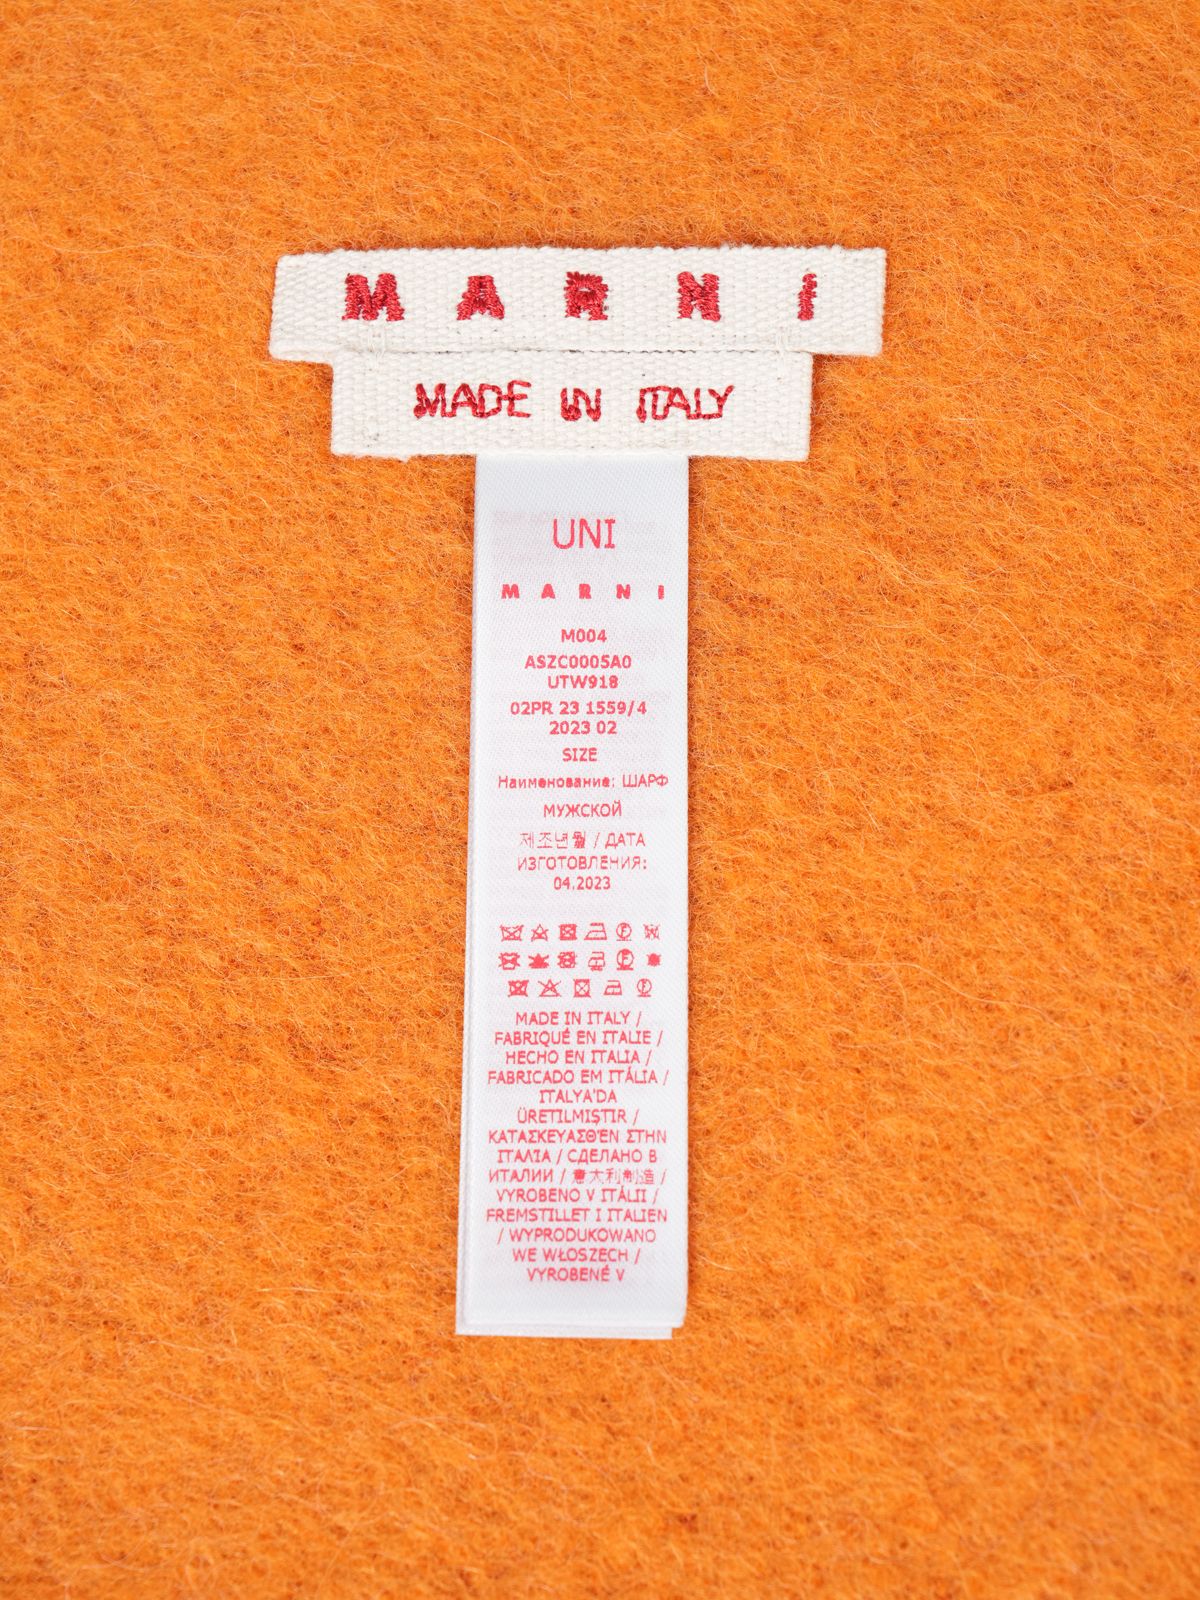 MARNI
MADE IN ITALY
UNI
MARNI
M004
ASZC0005A0
UTW918
02PR 23 1559/4
2023 02
SIZE
Наименование: ШАРФ
МУЖСКОЙ
제조년월 / ДАТА
ИЗГОТОВЛЕНИЯ:
04.2023
MADE IN ITALY /
FABRIQUÉ EN ITALIE /
HECHO EN ITALIA /
FABRICADO EM ITÁLIA /
ITALYA'DA
ÜRETILMIŞTIR /
ΚΑΤΑΣΚΕΥΑΣΘΈΝ ΣΤΗΝ
ΙΤΑΛΙΑ / СДЕЛАНО В
ИТАЛИИ / 意大利制造 /
VYROBENO V ITÁLII /
FREMSTILLET I ITALIEN
/ WYPRODUKOWANO
WE WŁOSZECH /
VYROBENÉ V